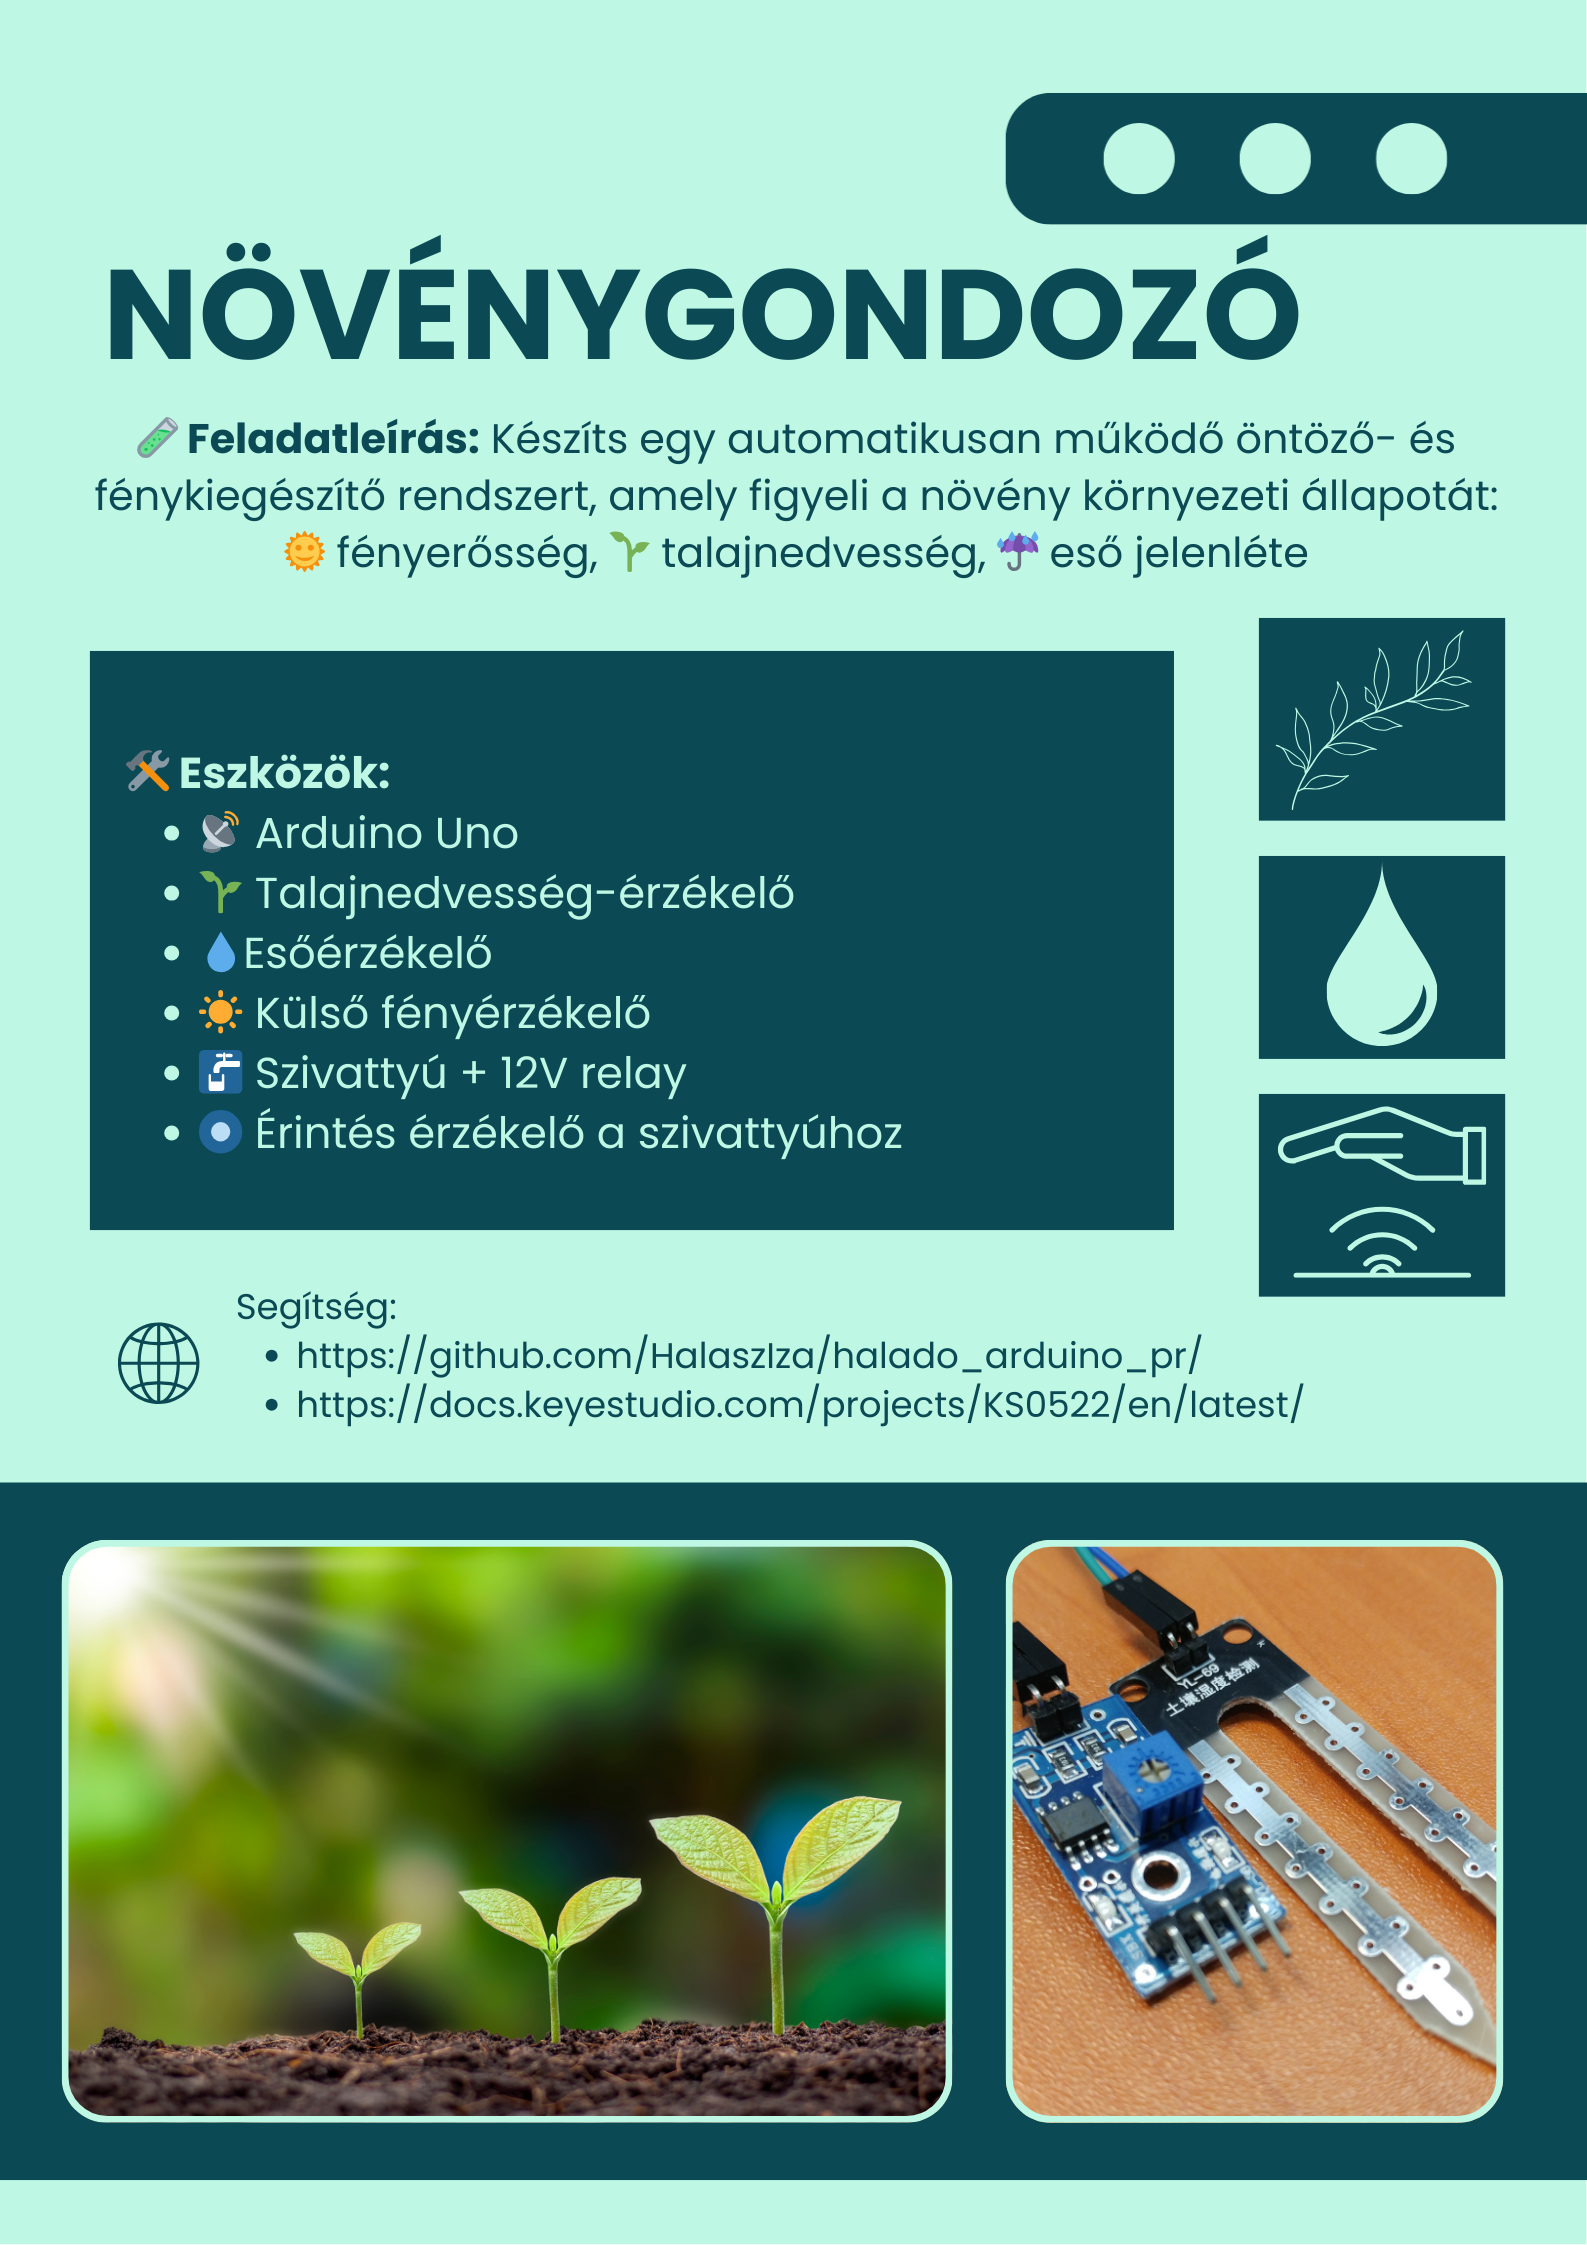 NÖVÉNYGONDOZÓ
🧪 Feladatleírás: Készíts egy automatikusan működő öntöző- és
fénykiegészítő rendszert, amely figyeli a növény környezeti állapotát:
🌞 fényerősség, 🌱 talajnedvesség, ☔ eső jelenléte
🛠 Eszközök:
• 📡 Arduino Uno
• 🌱 Talajnedvesség-érzékelő
• 💧Esőérzékelő
• ☀ Külső fényérzékelő
• 🚰 Szivattyú + 12V relay
• Érintés érzékelő a szivattyúhoz
Segítség:
• https://github.com/HalaszIza/halado_arduino_pr/
• https://docs.keyestudio.com/projects/KS0522/en/latest/
YL-69
土壤湿度检测